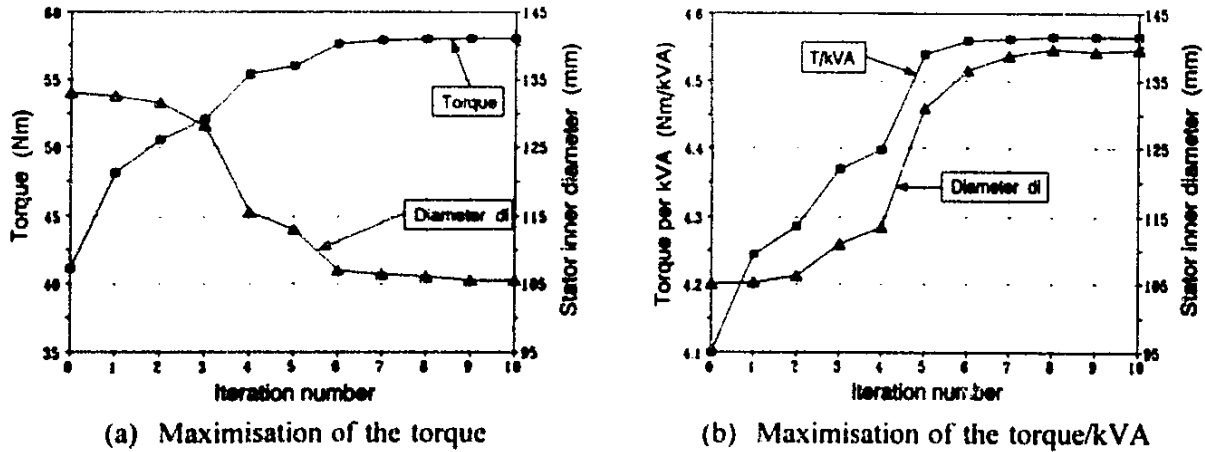 60
55
50
45
40
35
Torque (Nm)
145
135
125
115
105
95
Stator inner diameter (mm)
Torque
Diameter di
0 1 2 3 4 5 6 7 8 9 10
Iteration number
(a) Maximisation of the torque
4.6
4.5
4.4
4.3
4.2
4.1
Torque per kVA (Nm/kVA)
145
135
125
115
105
95
Stator inner diameter (mm)
T/kVA
Diameter di
0 1 2 3 4 5 6 7 8 9 10
Iteration number
(b) Maximisation of the torque/kVA